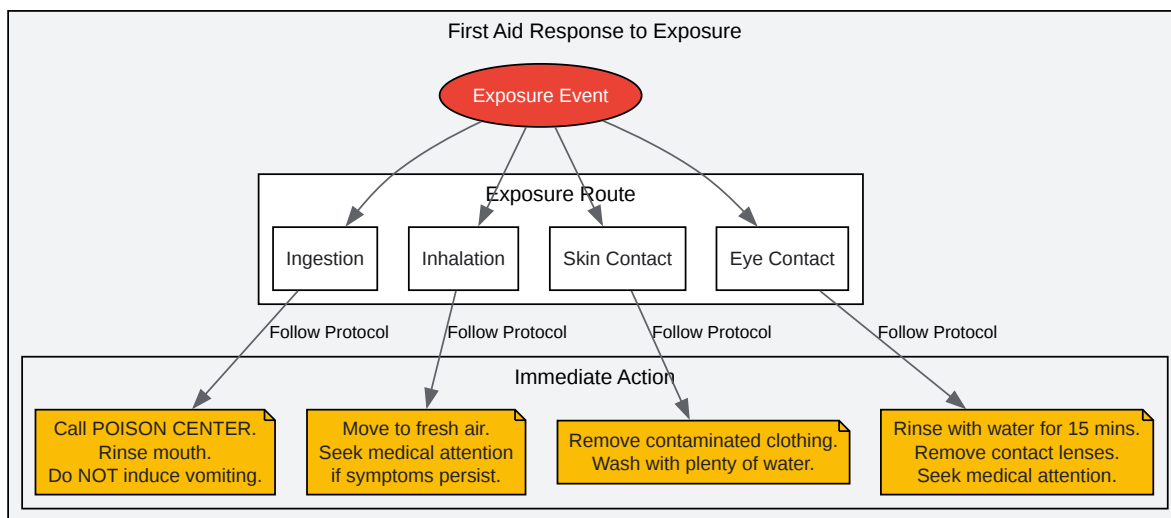 First Aid Response to Exposure
Exposure Event
Exposure Route
Ingestion
Inhalation
Skin Contact
Eye Contact
Follow Protocol
Follow Protocol
Follow Protocol
Follow Protocol
Immediate Action
Call POISON CENTER.
Rinse mouth.
Do NOT induce vomiting.
Move to fresh air.
Seek medical attention
if symptoms persist.
Remove contaminated clothing.
Wash with plenty of water.
Rinse with water for 15 mins.
Remove contact lenses.
Seek medical attention.